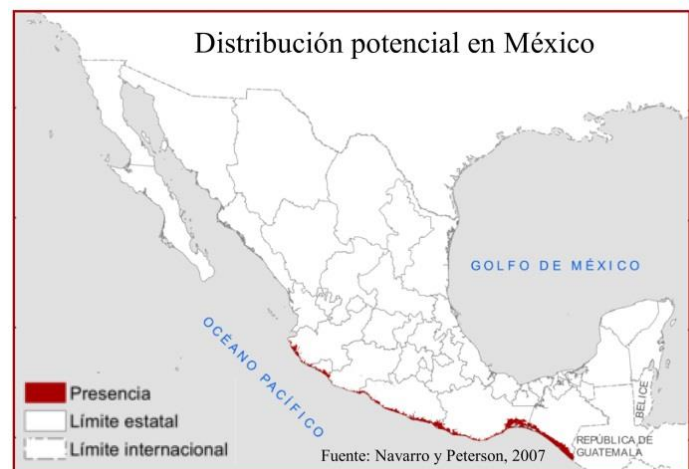 Distribución potencial en México
GOLFO DE MÉXICO
OCÉANO PACÍFICO
Presencia
Límite estatal
Límite internacional
BELICE
REPÚBLICA DE
GUATEMALA
Fuente: Navarro y Peterson, 2007